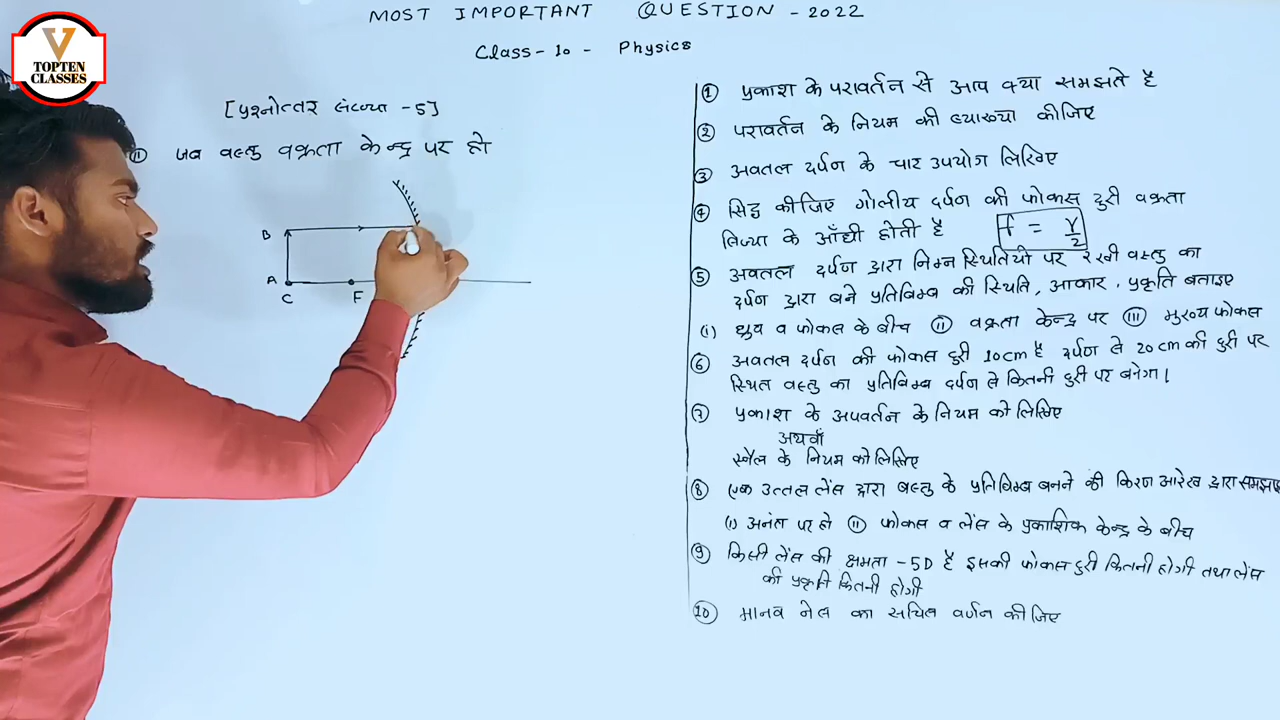 MOST IMPORTANT QUESTION - 2022
Class - 10 - Physics
V
TOPTEN
CLASSES
[प्रश्नोत्तर संख्या -5]
(ii) जब वस्तु वक्रता केन्द्र पर हो
B
A
C
F
(1) प्रकाश के परावर्तन से आप क्या समझते है
(2) परावर्तन के नियम की व्याख्या कीजिए
(3) अवतल दर्पण के चार उपयोग लिखिए
(4) सिद्ध कीजिए गोलीय दर्पण की फोकस दुरी वक्रता
त्रिज्या के आँधी होती है f = r/2
(5) अवतल दर्पण द्वारा निम्न स्थितियो पर रखी वस्तु का
दर्पण द्वारा बने प्रतिबिम्ब की स्थिति, आकार, प्रकृति बताइए
(i) ध्रुव व फोकस के बीच (ii) वक्रता केन्द्र पर (iii) मुख्य फोकस
(6) अवतल दर्पण की फोकस दुरी 10cm है दर्पण से 20cm की दुरी पर
स्थित वस्तु का प्रतिबिम्ब दर्पण से कितनी दुरी पर बनेगा।
(7) प्रकाश के अपवर्तन के नियम को लिखिए
अथवाँ
स्नैल के नियम को लिखिए
(8) एक उत्तल लेंस द्वारा वस्तु के प्रतिबिम्ब बनने की किरण आरेख द्वारा समझाए
(i) अनंत पर हो (ii) फोकस व लेंस के प्रकाशिक केन्द्र के बीच
(9) किसी लेंस की क्षमता -5D है इसकी फोकस दुरी कितनी होगी तथा लेंस
की प्रकृति कितनी होगी
(10) मानव नेत्र का सचित्र वर्णन कीजिए